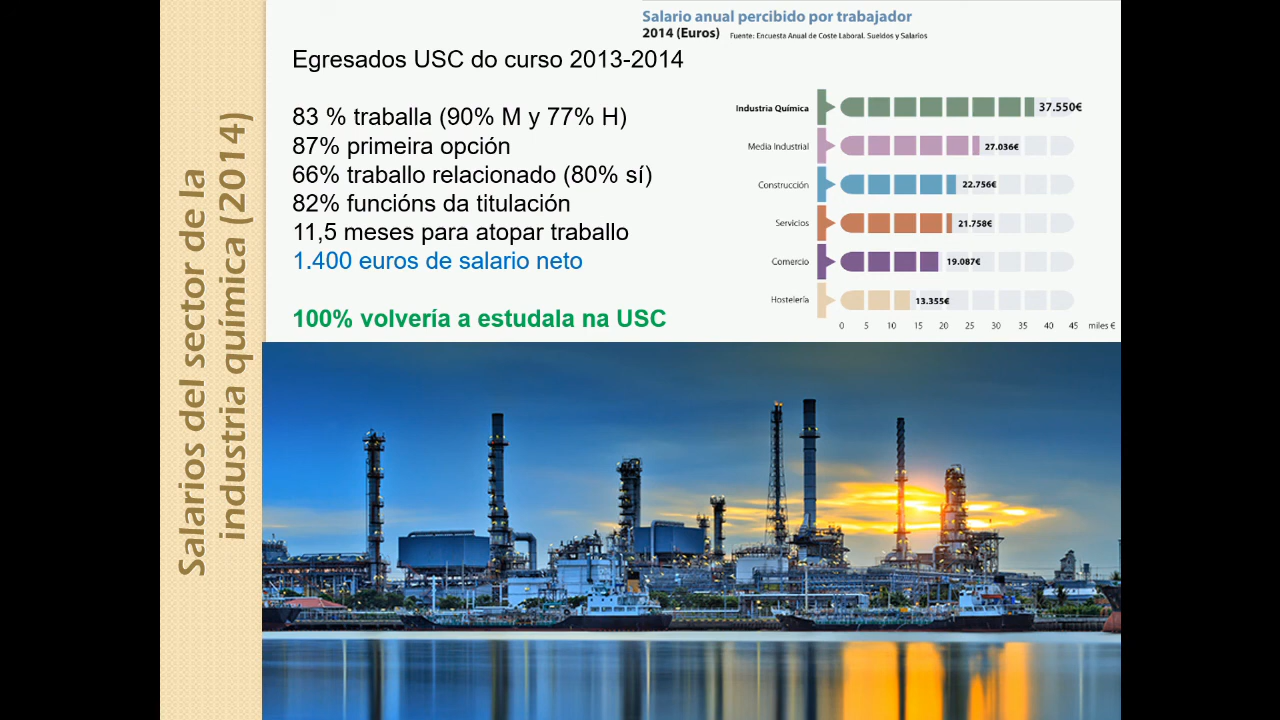 Salarios del sector de la
industria química (2014)
Egresados USC do curso 2013-2014
83 % traballa (90% M y 77% H)
87% primeira opción
66% traballo relacionado (80% sí)
82% funcións da titulación
11,5 meses para atopar traballo
1.400 euros de salario neto
100% volvería a estudala na USC
Salario anual percibido por trabajador
2014 (Euros) Fuente: Encuesta Anual de Coste Laboral. Sueldos y Salarios
Industria Química 37.550€
Media Industrial 27.036€
Construcción 22.756€
Servicios 21.758€
Comercio 19.087€
Hostelería 13.355€
0 5 10 15 20 25 30 35 40 45 miles €